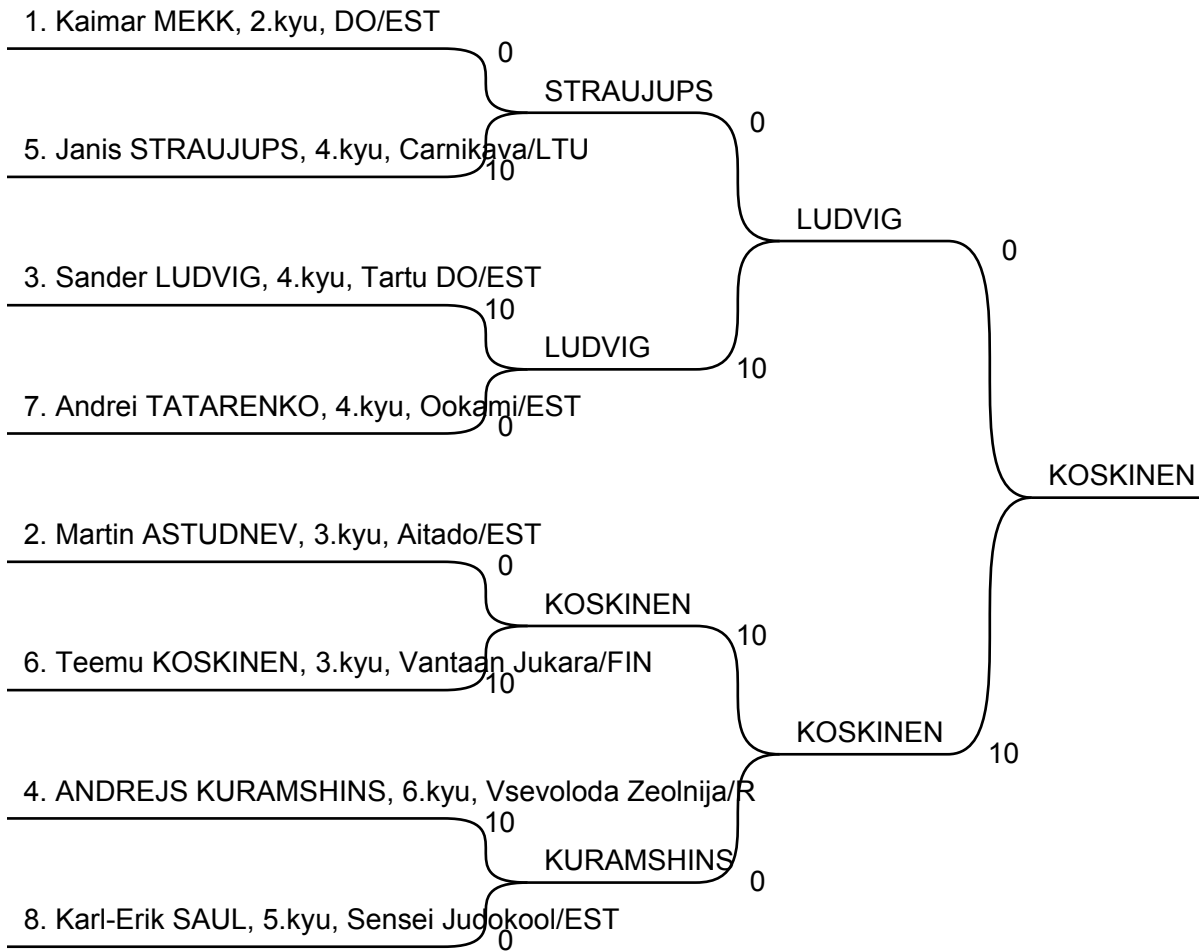 1. Kaimar MEKK, 2.kyu, DO/EST
0
STRAUJUPS
0
5. Janis STRAUJUPS, 4.kyu, Carnikava/LTU
10
LUDVIG
0
3. Sander LUDVIG, 4.kyu, Tartu DO/EST
10
LUDVIG
10
7. Andrei TATARENKO, 4.kyu, Ookami/EST
0
KOSKINEN
2. Martin ASTUDNEV, 3.kyu, Aitado/EST
0
KOSKINEN
10
6. Teemu KOSKINEN, 3.kyu, Vantaan Jukara/FIN
10
KOSKINEN
10
4. ANDREJS KURAMSHINS, 6.kyu, Vsevoloda Zeolnija/R
10
KURAMSHINS
0
8. Karl-Erik SAUL, 5.kyu, Sensei Judokool/EST
0